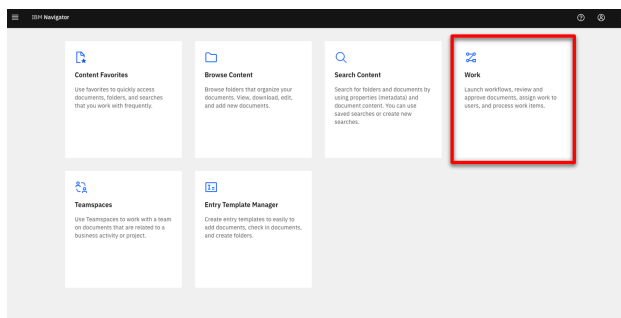 IBM Navigator
Content Favorites
Use favorites to quickly access
documents, folders, and searches
that you work with frequently.
Browse Content
Browse folders that organize your
documents. View, download, edit,
and add new documents.
Search Content
Search for folders and documents by
using properties (metadata) and
document content. You can use
saved searches or create new
searches.
Work
Launch workflows, review and
approve documents, assign work to
users, and process work items.
Teamspaces
Use Teamspaces to work with a team
on documents that are related to a
business activity or project.
Entry Template Manager
Create entry templates to easily to
add documents, check in documents,
and create folders.